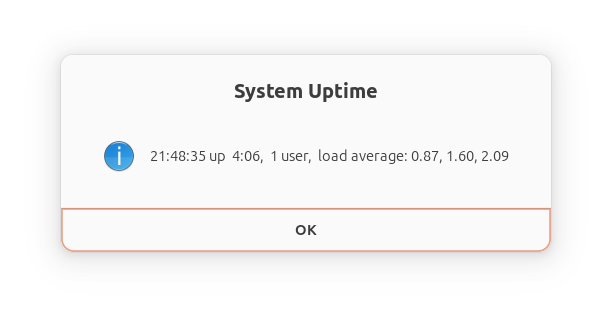 System Uptime
21:48:35 up  4:06,  1 user,  load average: 0.87, 1.60, 2.09
OK